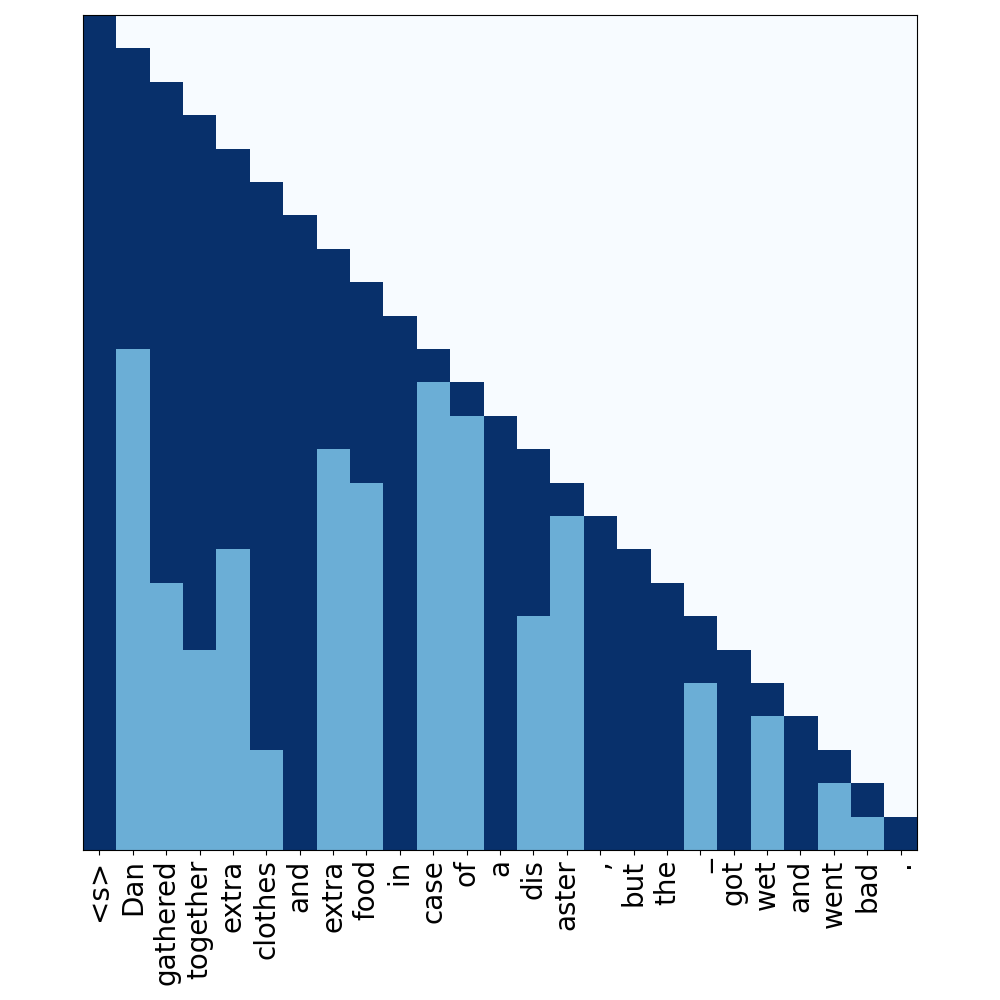 <s> Dan gathered together extra clothes and extra food in case of a dis aster , but the _ got wet and went bad .